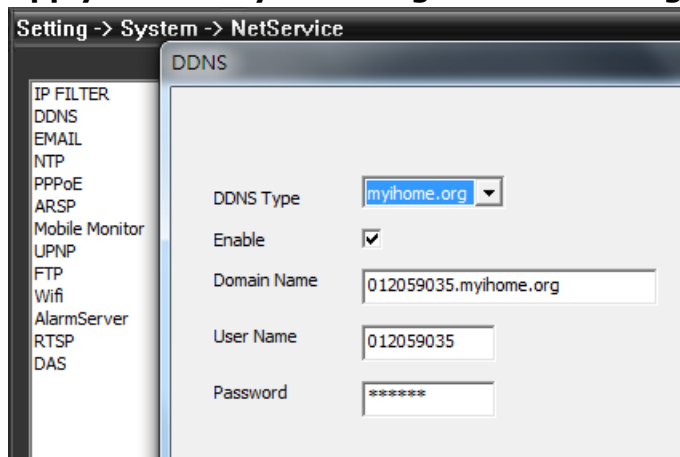 Setting -> System -> NetService
DDNS
IP FILTER
DDNS
EMAIL
NTP
PPPoE
ARSP
Mobile Monitor
UPNP
FTP
Wifi
AlarmServer
RTSP
DAS
DDNS Type myihome.org
Enable
Domain Name 012059035.myihome.org
User Name 012059035
Password ******